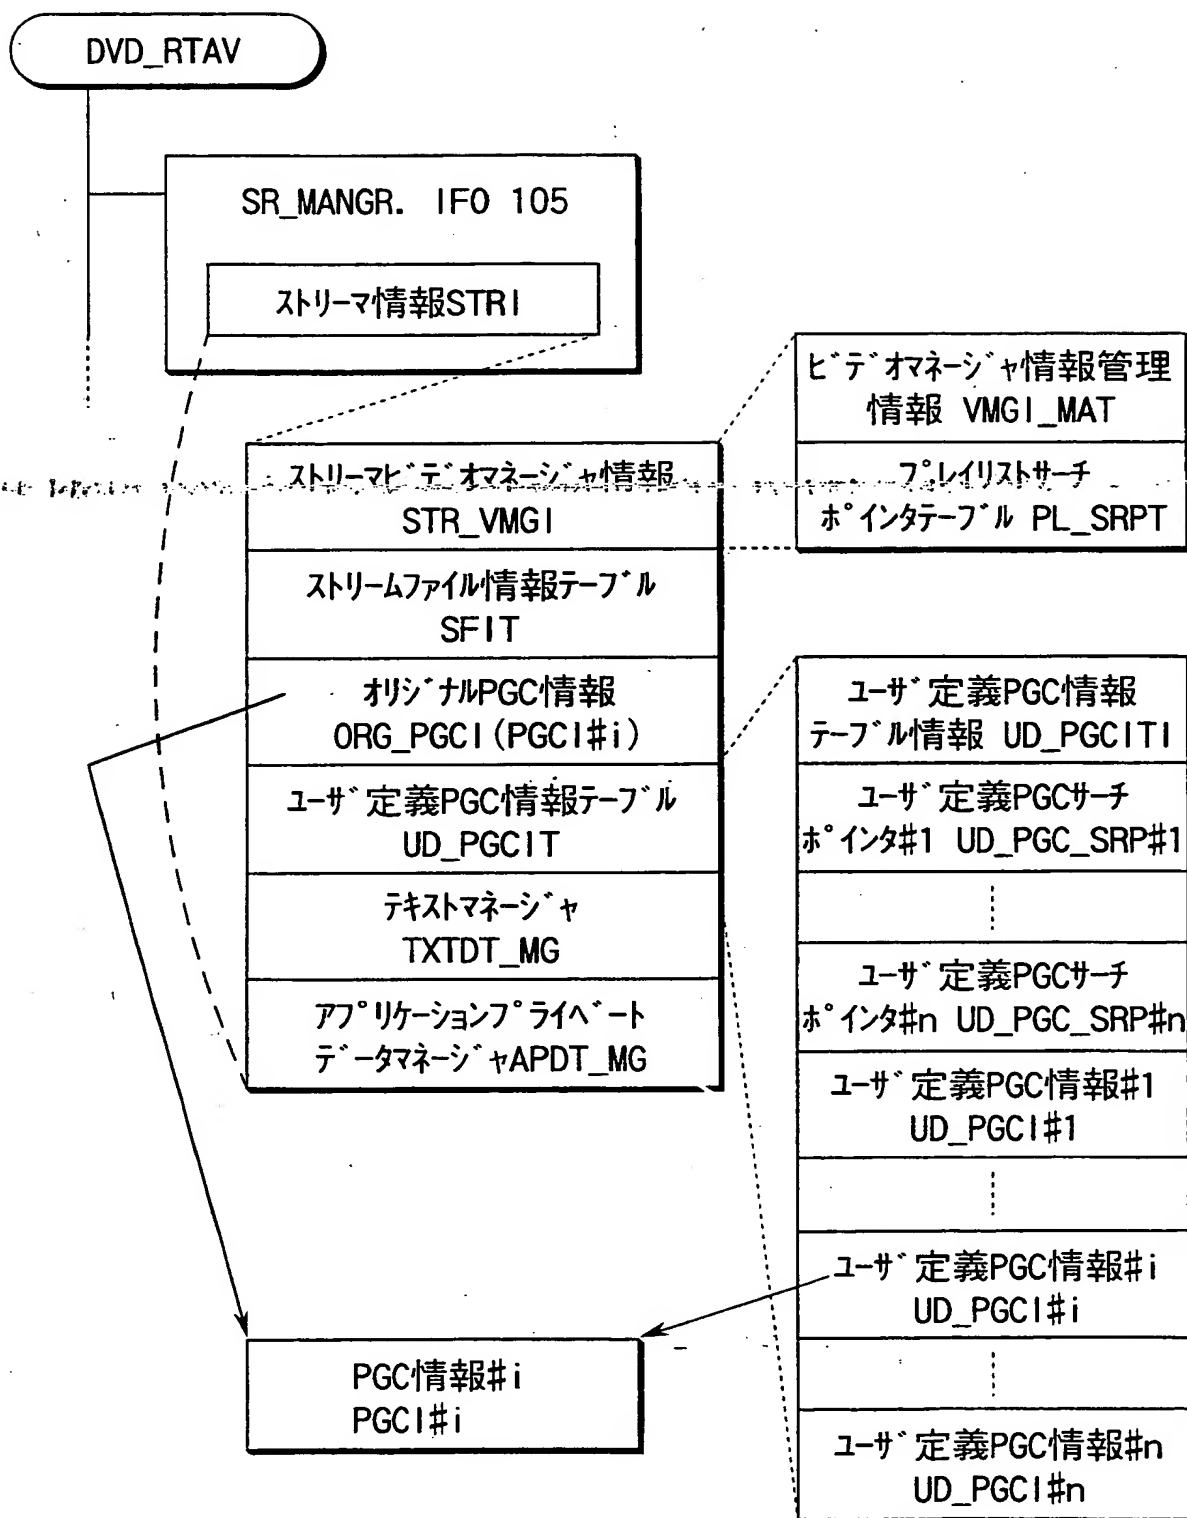 DVD_RTAV
SR_MANGR. IFO 105
ストリーマ情報STRI
ストリーマビデオマネージャ情報
STR_VMGI
ストリームファイル情報テーブル
SFIT
オリジナルPGC情報
ORG_PGCI(PGCI#i)
ユーザ定義PGC情報テーブル
UD_PGCIT
テキストマネージャ
TXTDT_MG
アプリケーションプライベート
データマネージャAPDT_MG
ビデオマネージャ情報管理
情報 VMGI_MAT
プレイリストサーチ
ポインタテーブル PL_SRPT
ユーザ定義PGC情報
テーブル情報 UD_PGCITI
ユーザ定義PGCサーチ
ポインタ#1 UD_PGC_SRP#1
ユーザ定義PGCサーチ
ポインタ#n UD_PGC_SRP#n
ユーザ定義PGC情報#1
UD_PGCI#1
ユーザ定義PGC情報#i
UD_PGCI#i
ユーザ定義PGC情報#n
UD_PGCI#n
PGC情報#i
PGCI#i